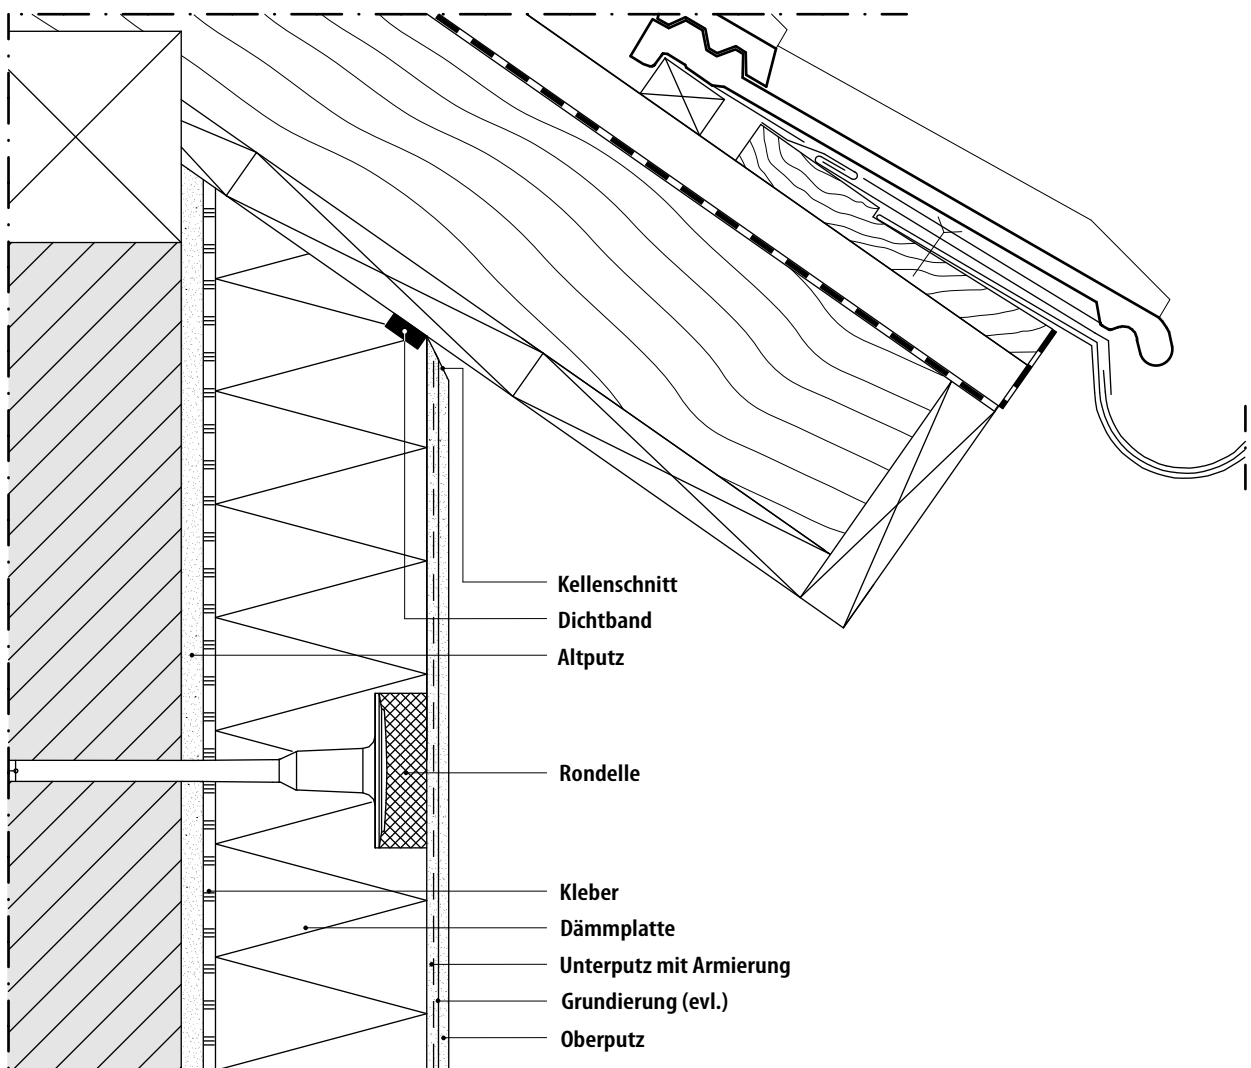 Kellenschnitt
Dichtband
Altputz
Rondelle
Kleber
Dämmplatte
Unterputz mit Armierung
Grundierung (evl.)
Oberputz